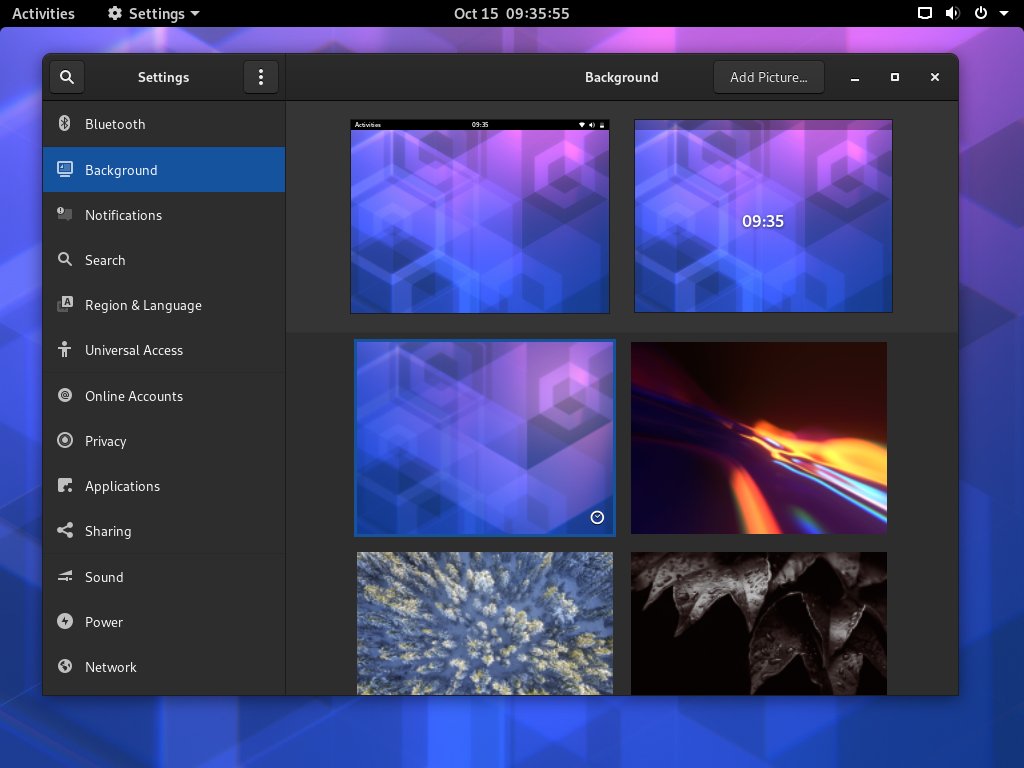 Activities Settings Oct 15 09:35:55
Settings Background Add Picture...
Bluetooth
Background
Notifications
Search
Region & Language
Universal Access
Online Accounts
Privacy
Applications
Sharing
Sound
Power
Network
Activities 09:35
09:35